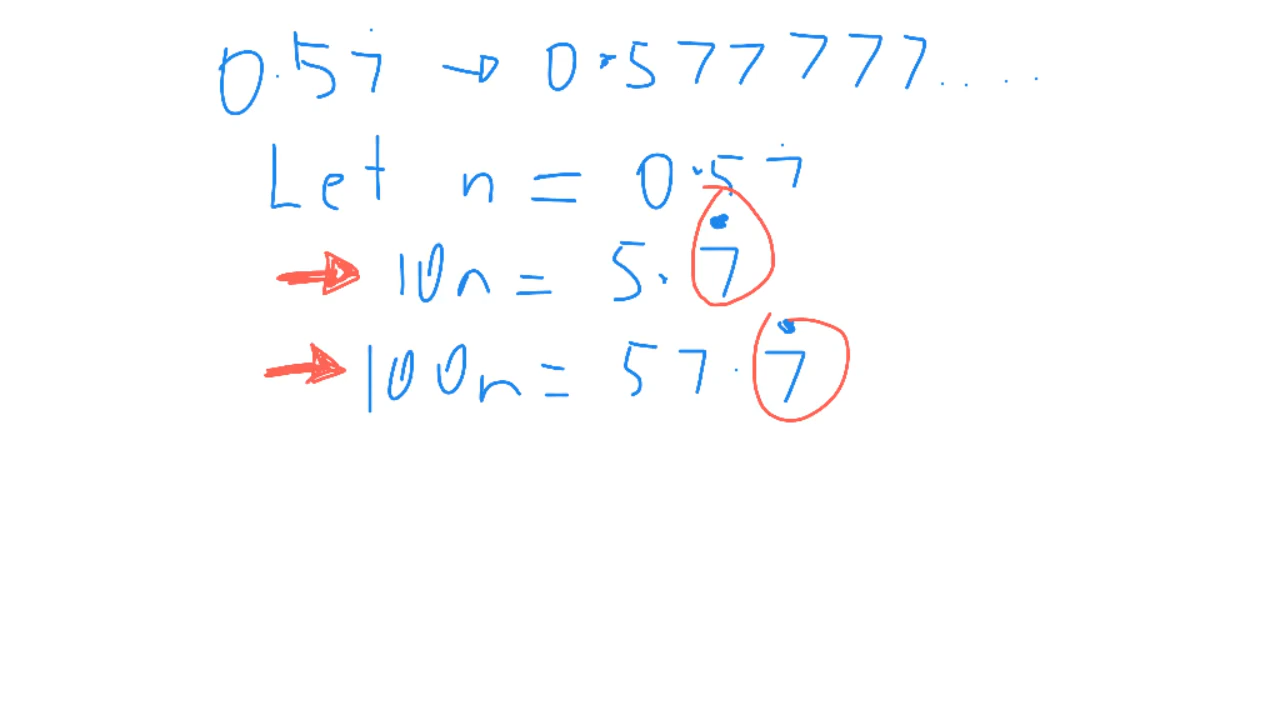 0.57̇ → 0.577777....
Let n = 0.57̇
10n = 5.7̇
100n = 57.7̇